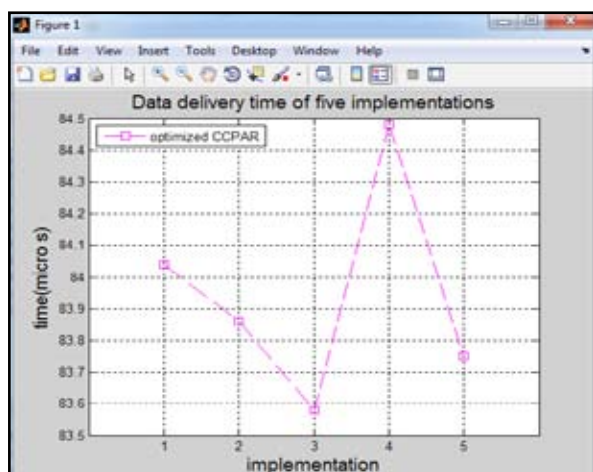 Figure 1
File Edit View Insert Tools Desktop Window Help
Data delivery time of five implementations
optimized CCPAR
84.5
84.4
84.3
84.2
84.1
84
83.9
83.8
83.7
83.6
83.5
time(micro s)
1 2 3 4 5
implementation